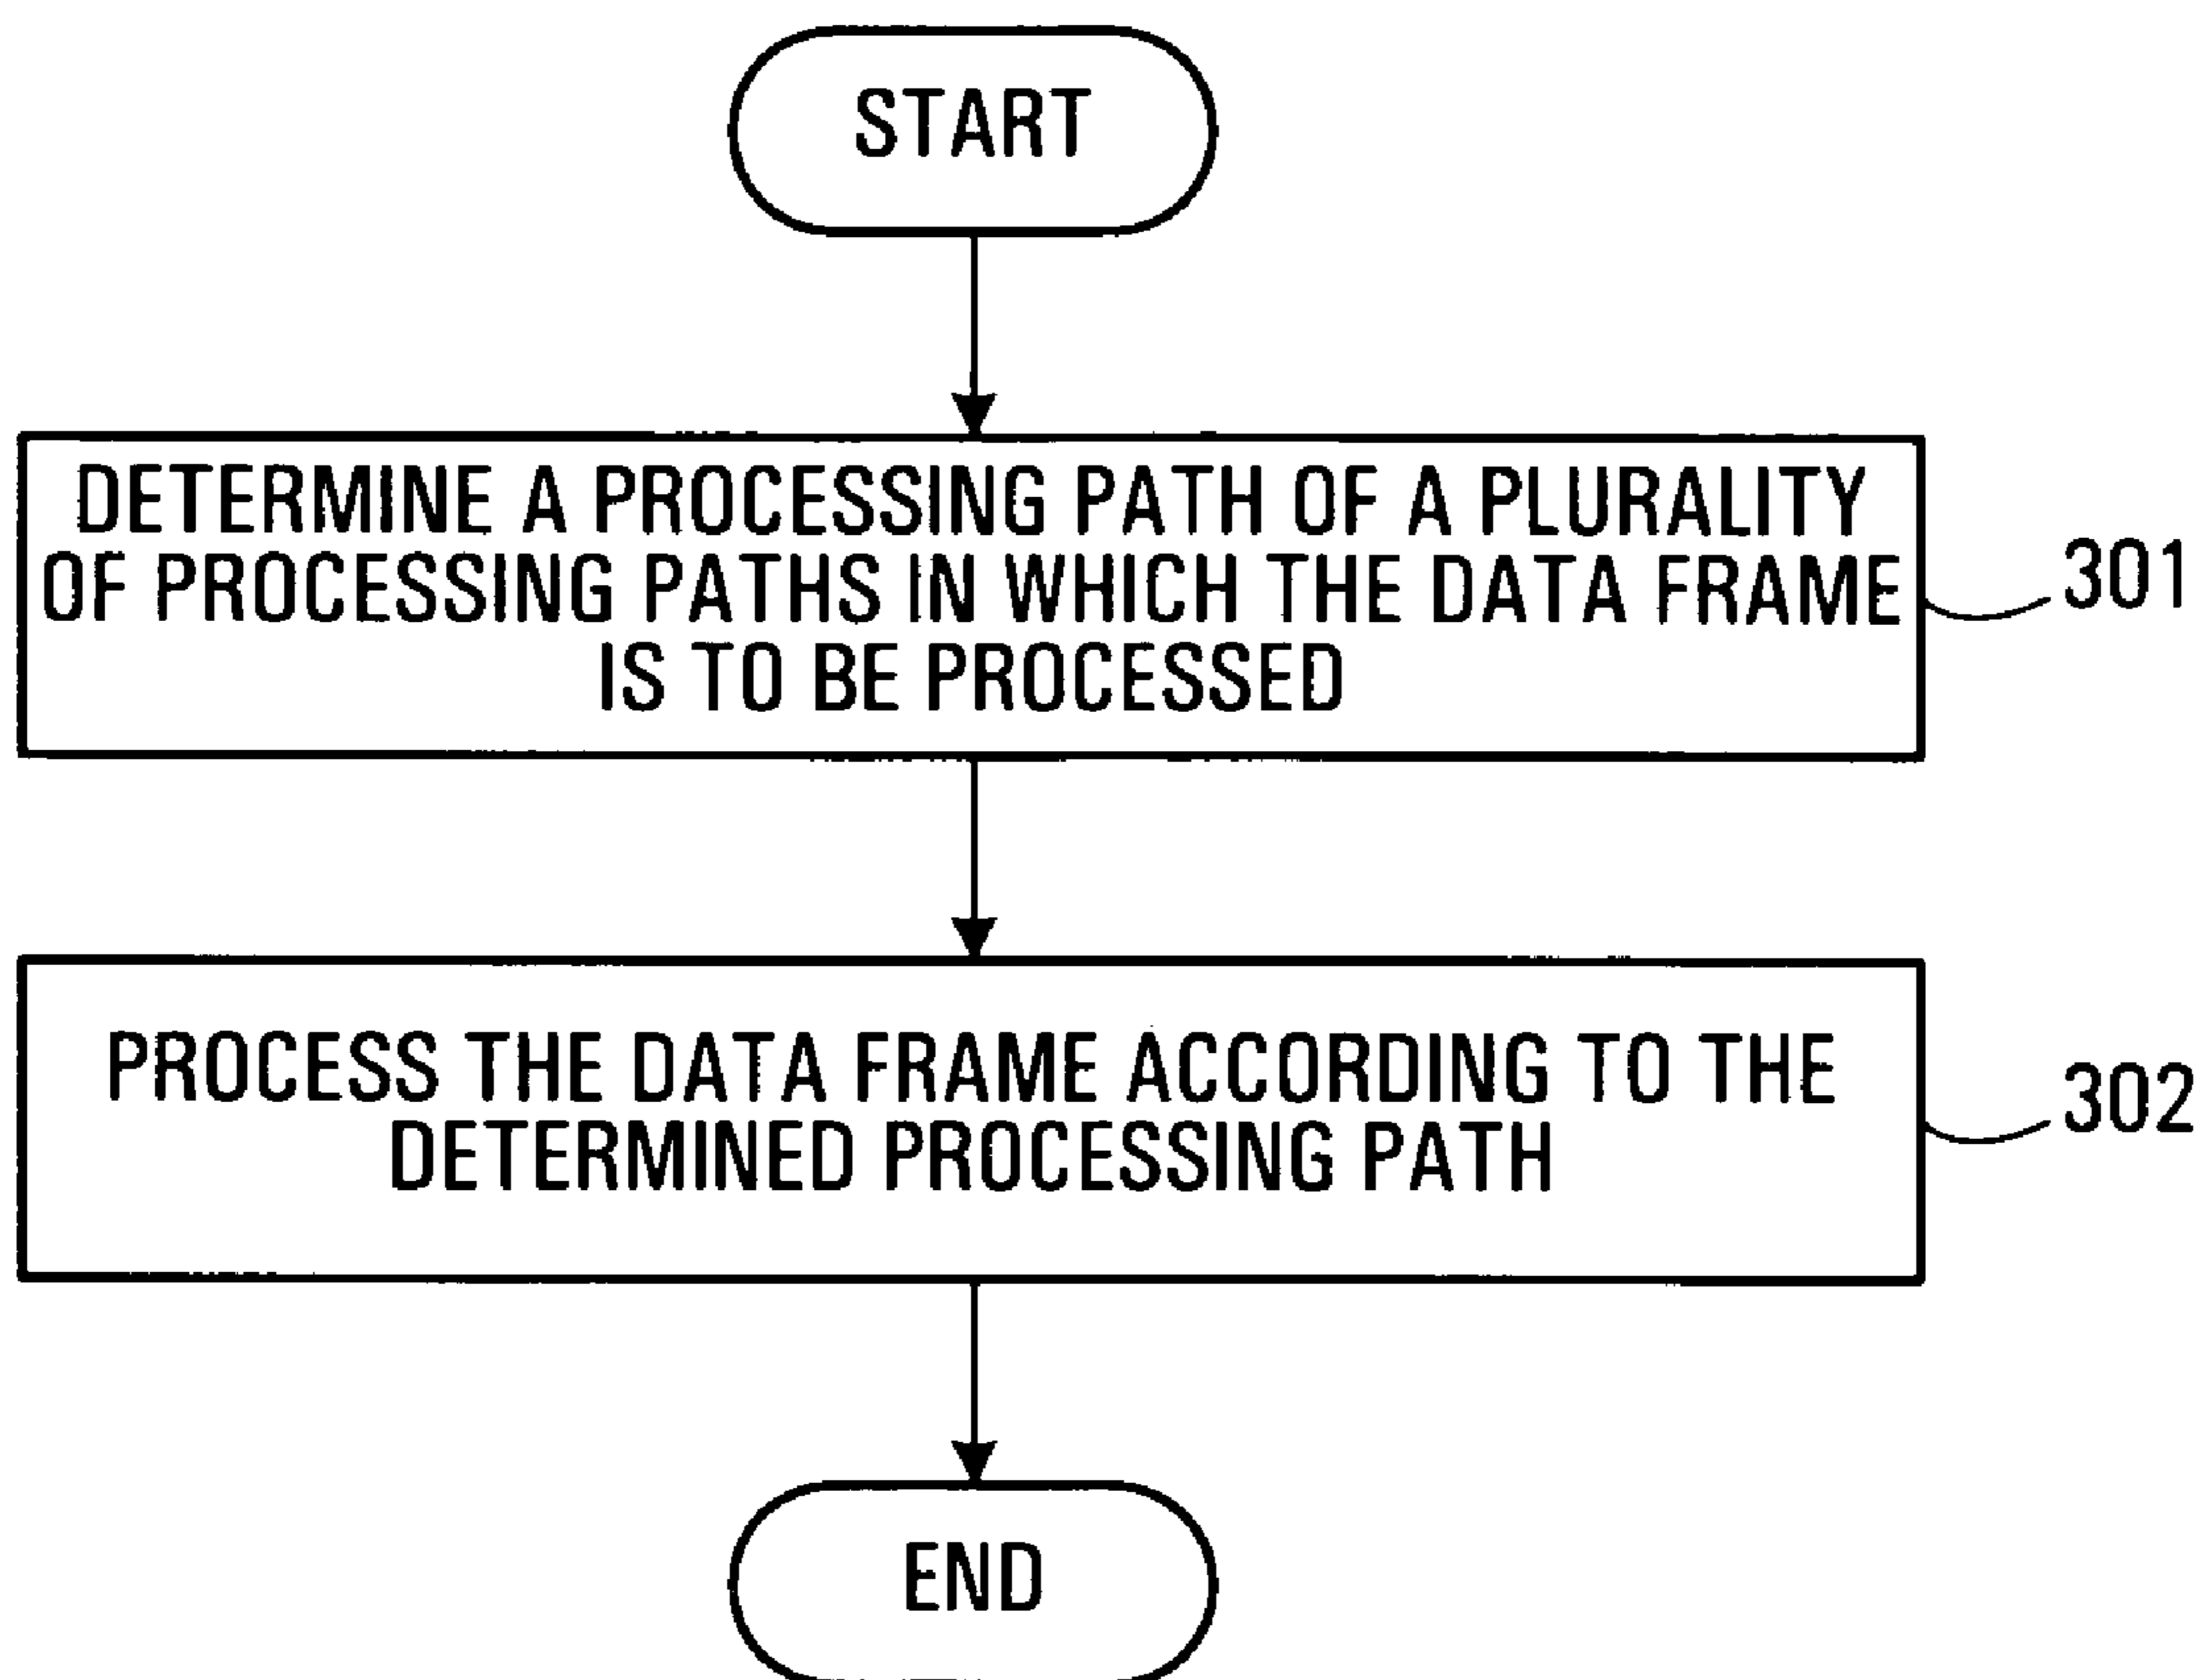 START
DETERMINE A PROCESSING PATH OF A PLURALITY
OF PROCESSING PATHS IN WHICH THE DATA FRAME
IS TO BE PROCESSED
301
PROCESS THE DATA FRAME ACCORDING TO THE
DETERMINED PROCESSING PATH
302
END